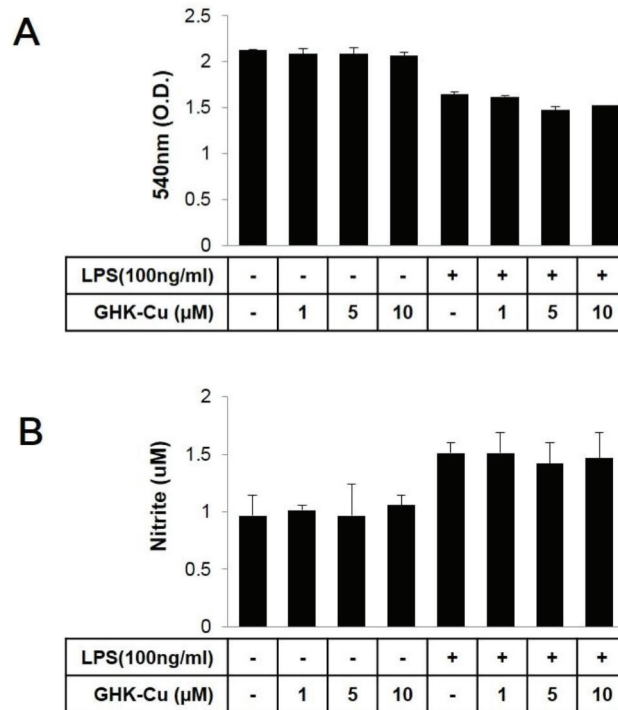 A
2.5
2
1.5
1
0.5
0
540nm (O.D.)
LPS(100ng/ml) - - - - + + + +
GHK-Cu (µM) - 1 5 10 - 1 5 10
B
2
1.5
1
0.5
0
Nitrite (uM)
LPS(100ng/ml) - - - - + + + +
GHK-Cu (µM) - 1 5 10 - 1 5 10